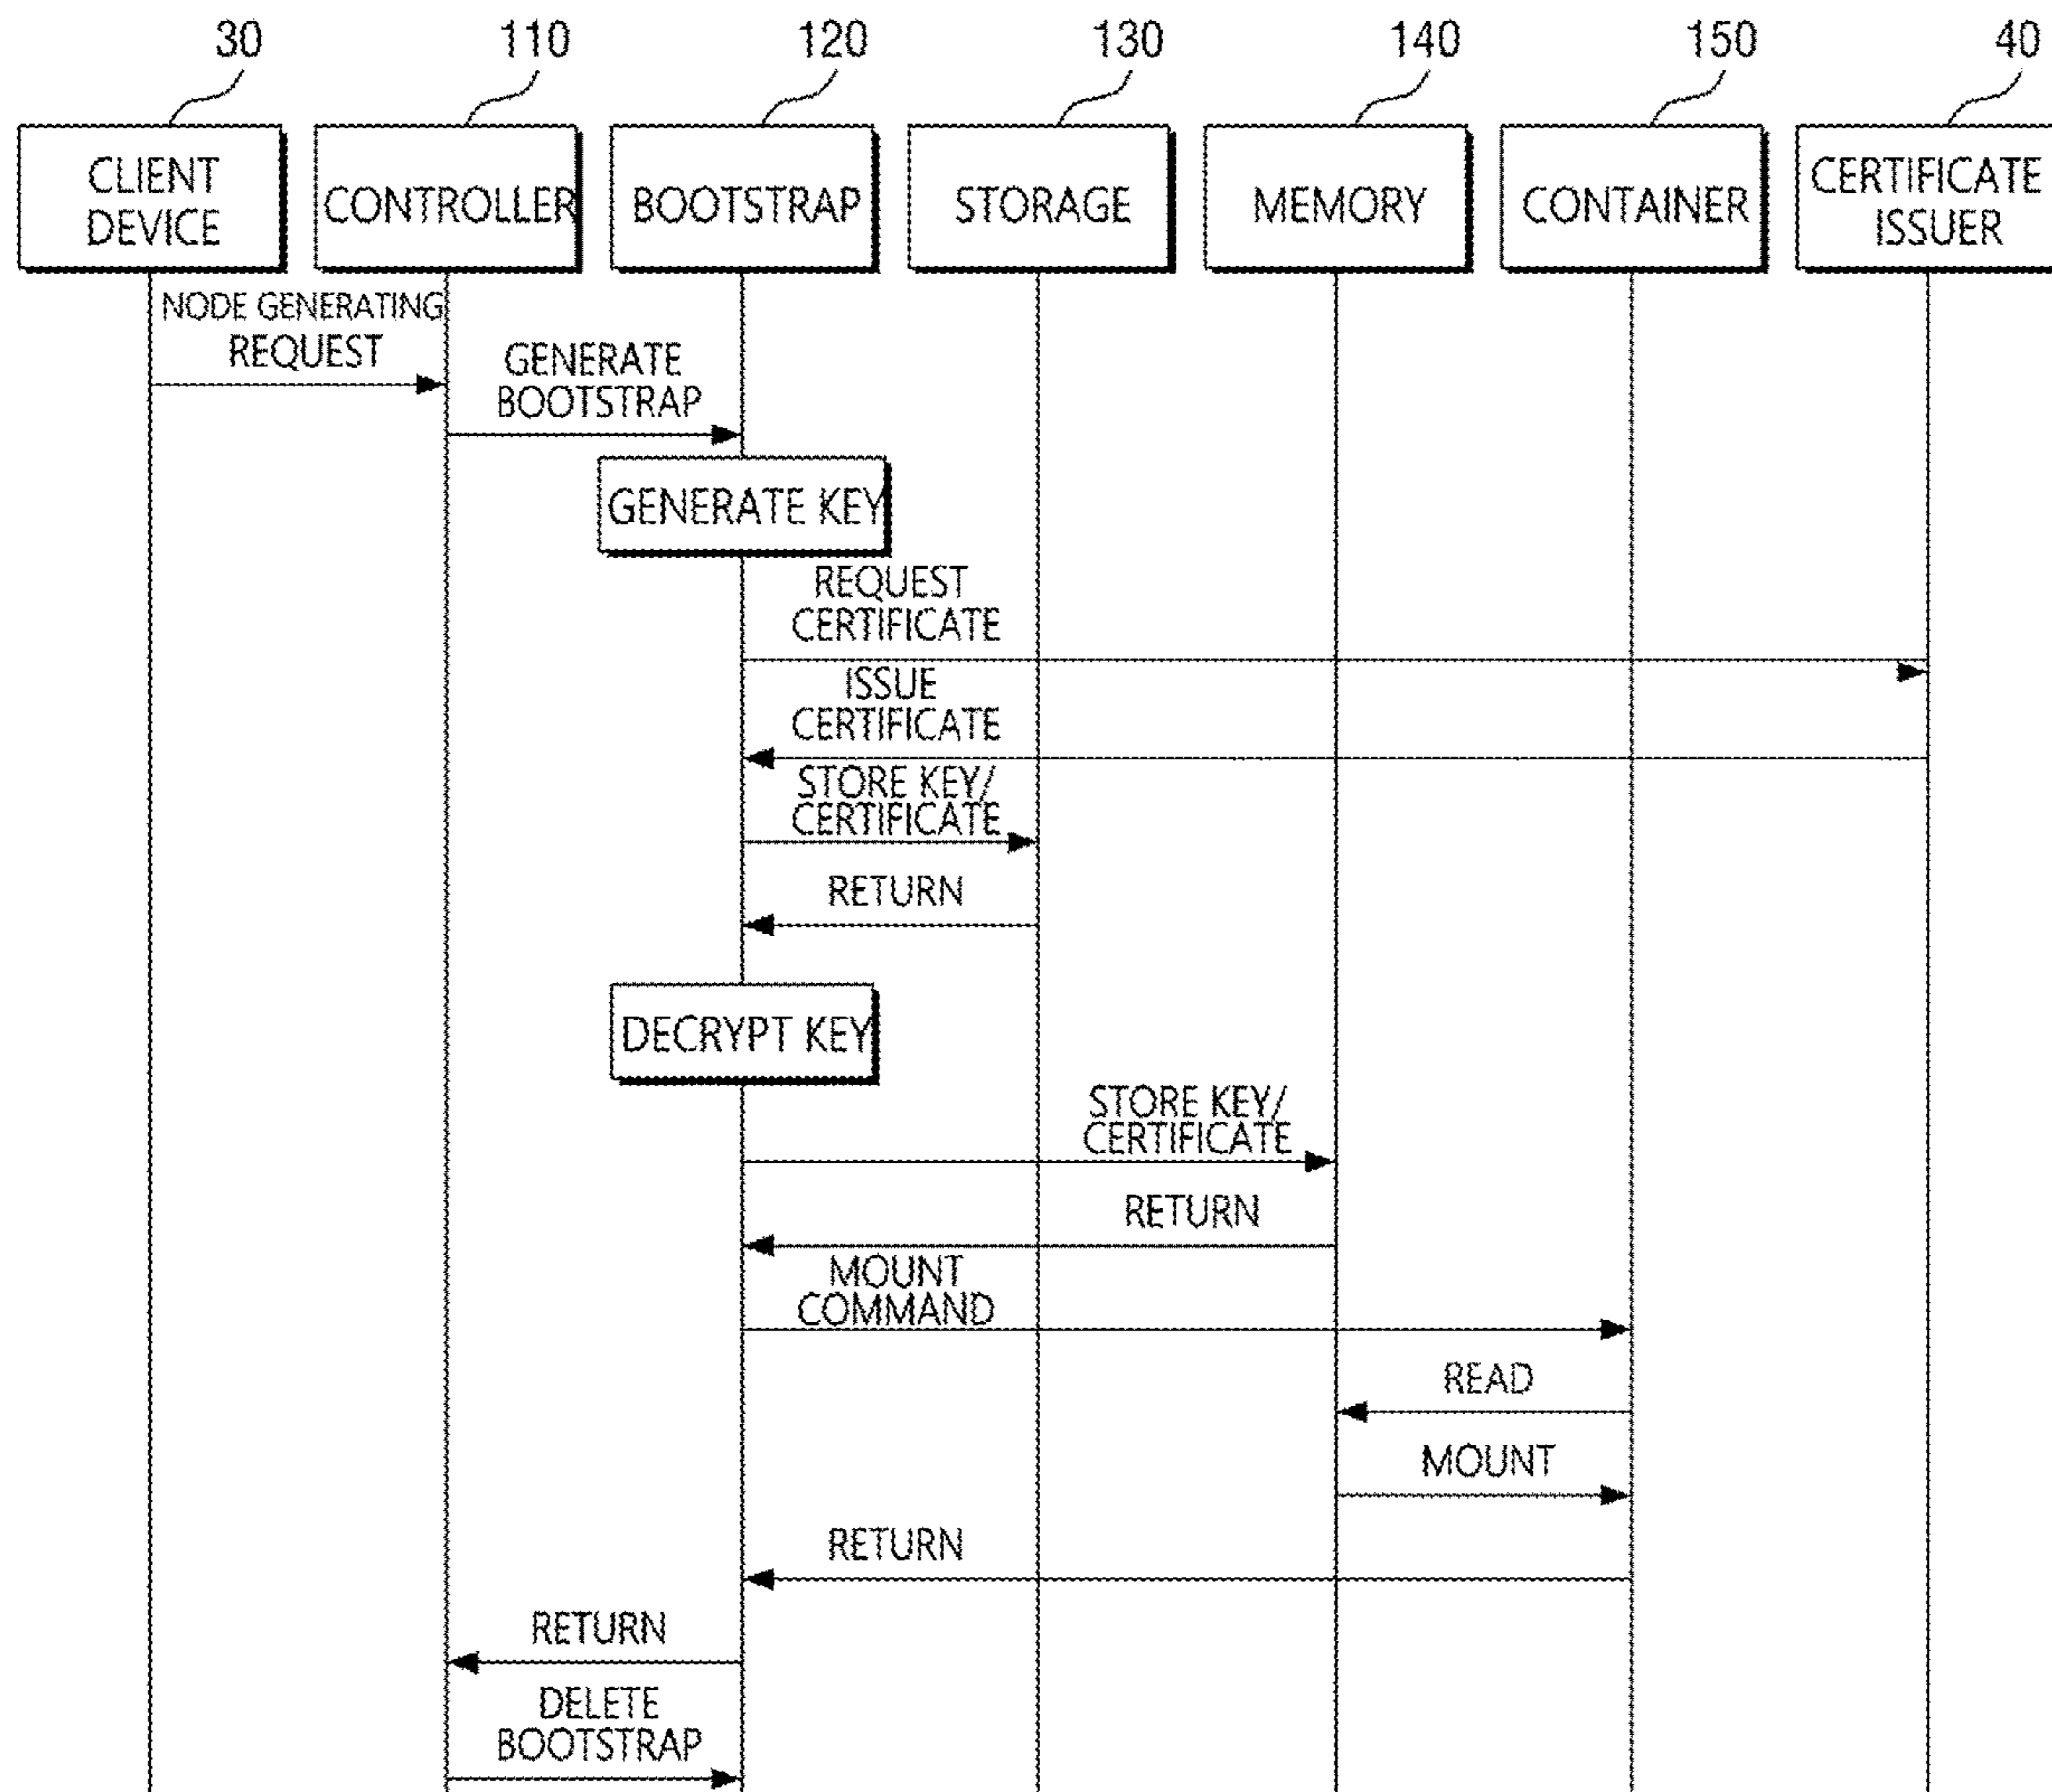 30
110
120
130
140
150
40
CLIENT
DEVICE
CONTROLLER
BOOTSTRAP
STORAGE
MEMORY
CONTAINER
CERTIFICATE
ISSUER
NODE GENERATING
REQUEST
GENERATE
BOOTSTRAP
GENERATE KEY
REQUEST
CERTIFICATE
ISSUE
CERTIFICATE
STORE KEY/
CERTIFICATE
RETURN
DECRYPT KEY
STORE KEY/
CERTIFICATE
RETURN
MOUNT
COMMAND
READ
MOUNT
RETURN
RETURN
DELETE
BOOTSTRAP